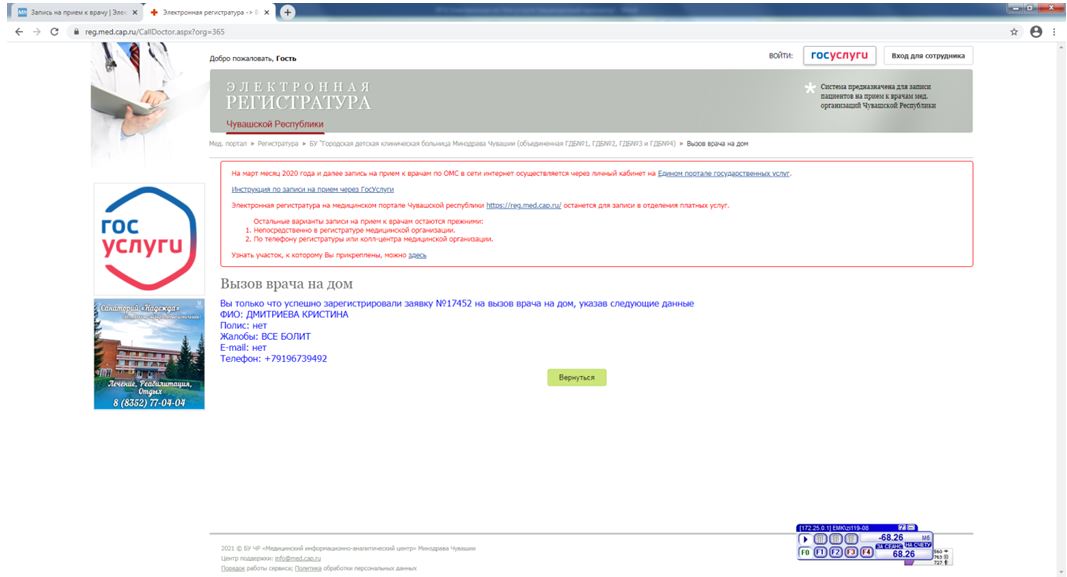 Запись на прием к врачу | Элек
Электронная регистратура -> В
reg.med.cap.ru/CallDoctor.aspx?org=365
Добро пожаловать, Гость
ВОЙТИ:
госуслуги
Вход для сотрудника
ЭЛЕКТРОННАЯ
РЕГИСТРАТУРА
Чувашской Республики
* Система предназначена для записи
пациентов на прием к врачам мед.
организаций Чувашской Республики
Мед. портал » Регистратура » БУ "Городская детская клиническая больница Минздрава Чувашии (объединенная ГДБ№1, ГДБ№2, ГДБ№3 и ГДБ№4) » Вызов врача на дом
На март месяц 2020 года и далее запись на прием к врачам по ОМС в сети интернет осуществляется через личный кабинет на Едином портале государственных услуг.
Инструкция по записи на прием через ГосУслуги
Электронная регистратура на медицинском портале Чувашской республики https://reg.med.cap.ru/ останется для записи в отделения платных услуг.
Остальные варианты записи на прием к врачам остаются прежними:
1. Непосредственно в регистратуре медицинской организации.
2. По телефону регистратуры или колл-центра медицинской организации.
Узнать участок, к которому Вы прикреплены, можно здесь
гос
услуги
Санаторий «Надежда»
Лечение, Реабилитация,
Отдых
8 (8352) 77-04-04
Вызов врача на дом
Вы только что успешно зарегистрировали заявку №17452 на вызов врача на дом, указав следующие данные
ФИО: ДМИТРИЕВА КРИСТИНА
Полис: нет
Жалобы: ВСЕ БОЛИТ
E-mail: нет
Телефон: +79196739492
Вернуться
2021 © БУ ЧР «Медицинский информационно-аналитический центр» Минздрава Чувашии
Центр поддержки: info@med.cap.ru
Порядок работы сервиса; Политика обработки персональных данных
[172.25.0.1] EMK\zi119-08
-68.26 Мб
ЗА СЕАНС НА СЧЕТУ
F0 F1 F2 F3 F4 68.26